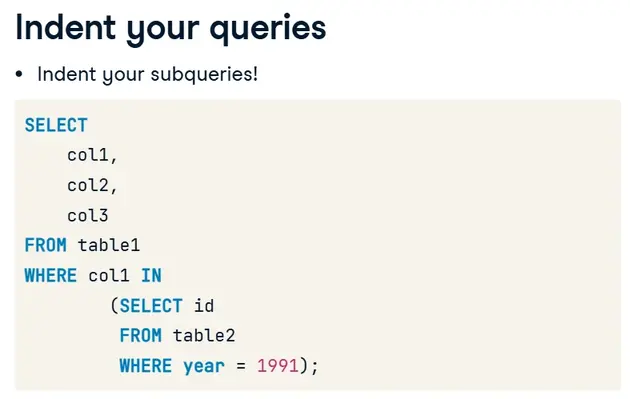 Indent your queries
• Indent your subqueries!
SELECT
    col1,
    col2,
    col3
FROM table1
WHERE col1 IN
        (SELECT id
         FROM table2
         WHERE year = 1991);